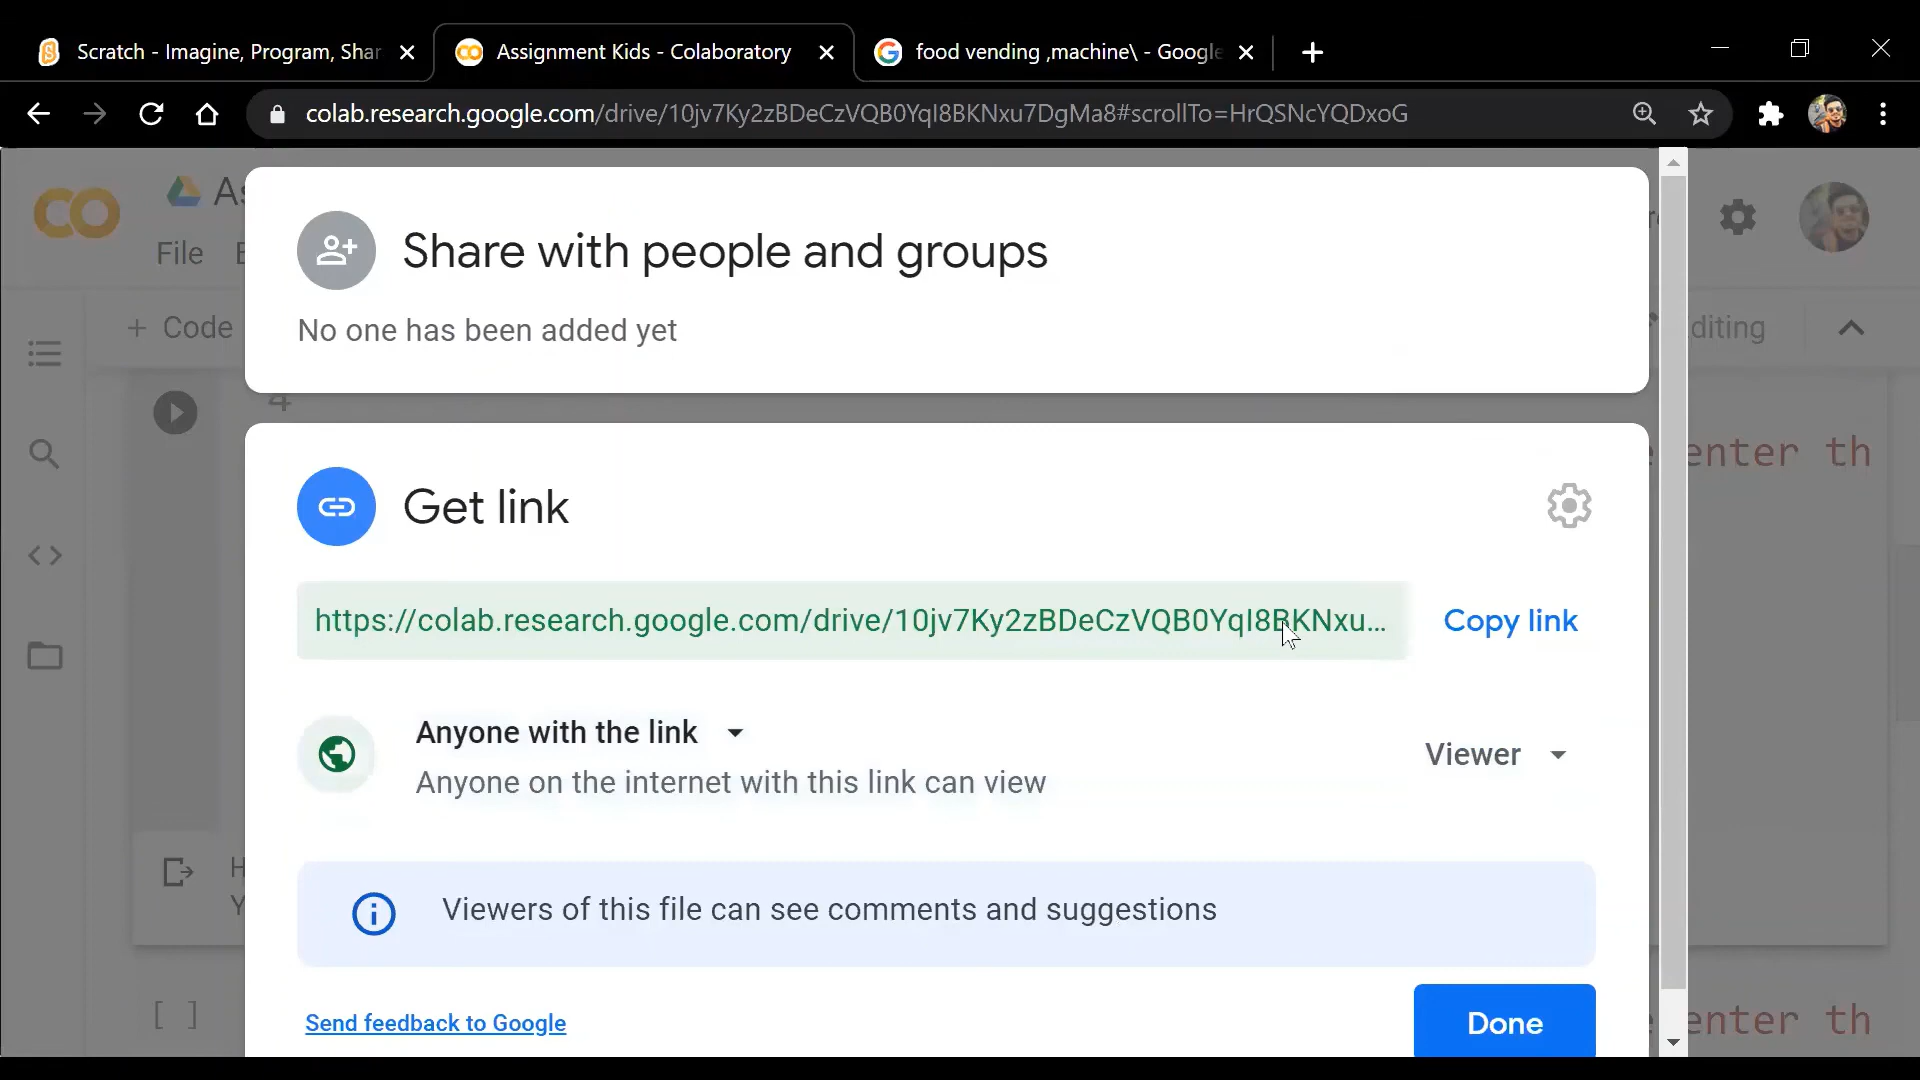 Scratch - Imagine, Program, Shar
Assignment Kids - Colaboratory
food vending ,machine\ - Google
colab.research.google.com/drive/10jv7Ky2zBDeCzVQB0YqI8BKNxu7DgMa8#scrollTo=HrQSNcYQDxoG
As
File E
Share with people and groups
No one has been added yet
+ Code
diting
4
enter th
Get link
https://colab.research.google.com/drive/10jv7Ky2zBDeCzVQB0YqI8BKNxu...
Copy link
Anyone with the link
Anyone on the internet with this link can view
Viewer
H
Y
Viewers of this file can see comments and suggestions
[ ]
Send feedback to Google
Done
enter th